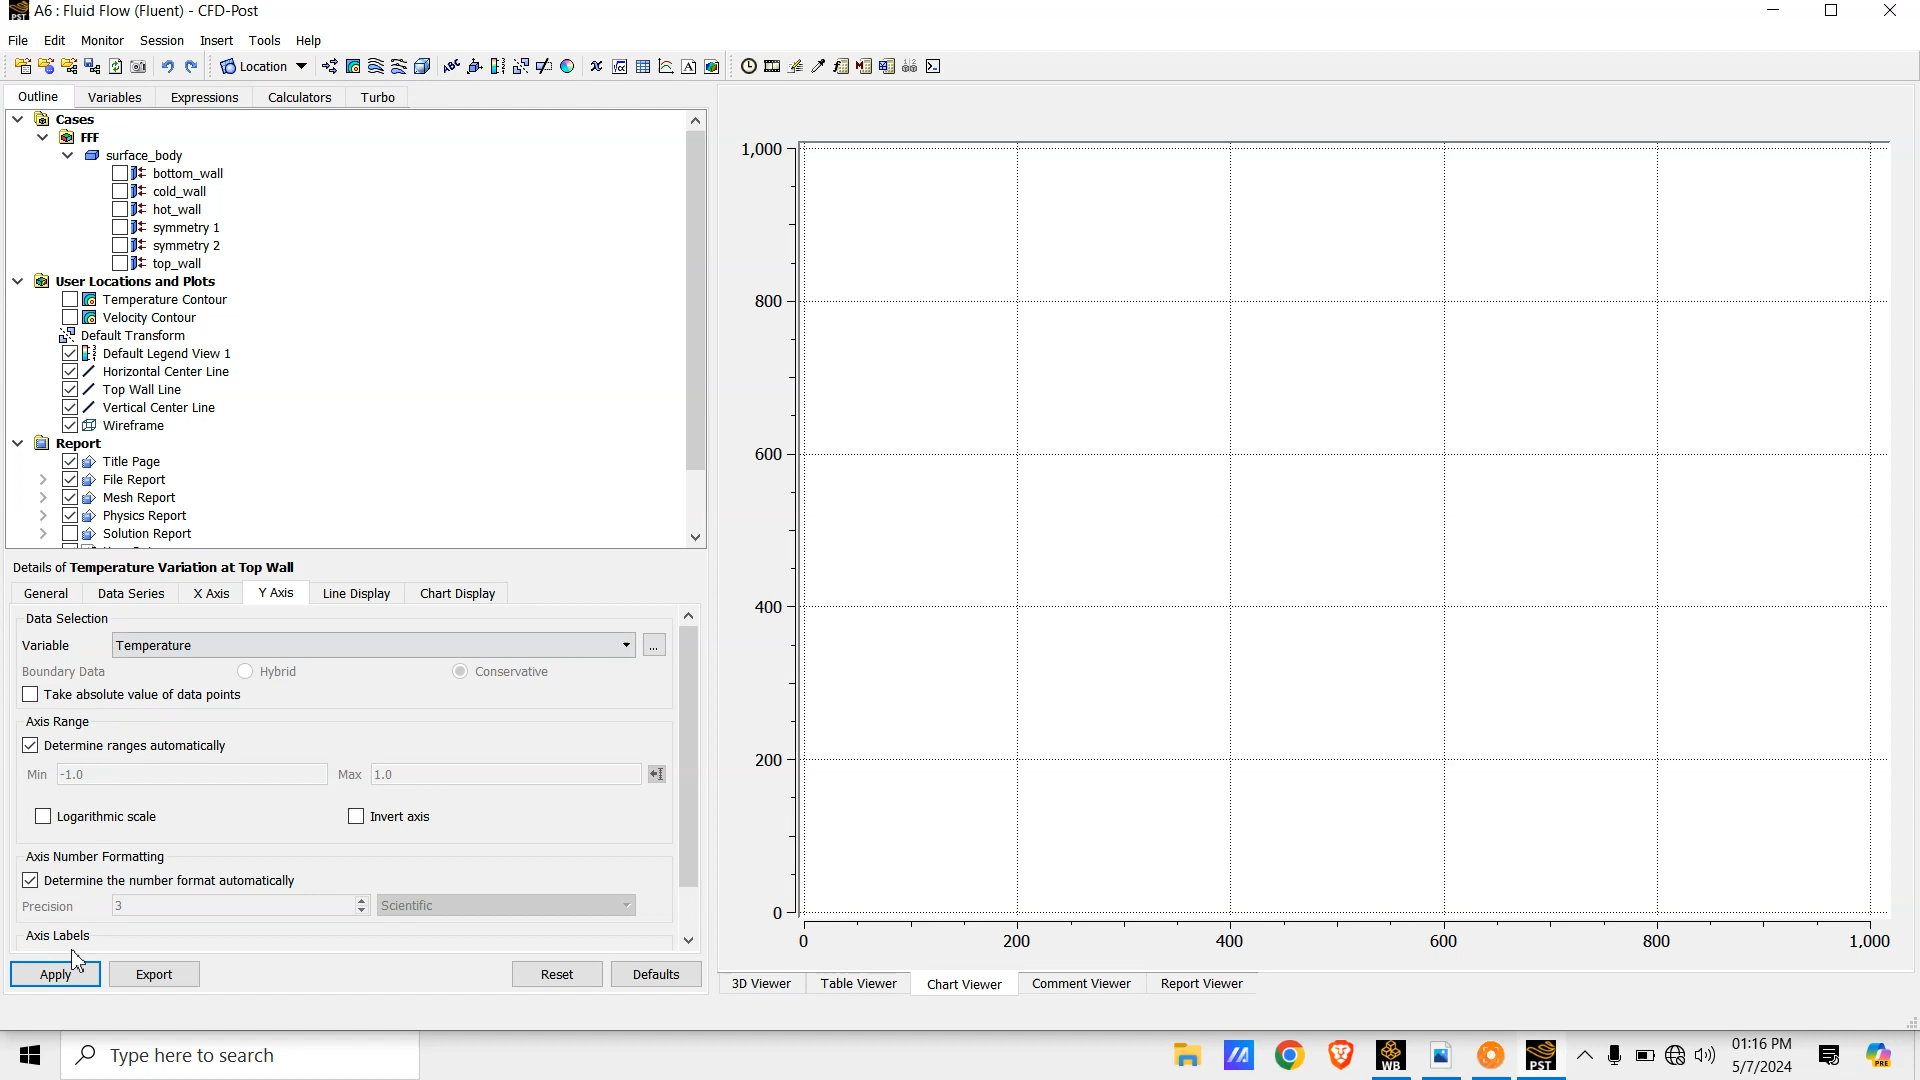 A6 : Fluid Flow (Fluent) - CFD-Post
File Edit Monitor Session Insert Tools Help
Location
Outline Variables Expressions Calculators Turbo
Cases
FFF
surface_body
bottom_wall
cold_wall
hot_wall
symmetry 1
symmetry 2
top_wall
User Locations and Plots
Temperature Contour
Velocity Contour
Default Transform
Default Legend View 1
Horizontal Center Line
Top Wall Line
Vertical Center Line
Wireframe
Report
Title Page
File Report
Mesh Report
Physics Report
Solution Report
Details of Temperature Variation at Top Wall
General Data Series X Axis Y Axis Line Display Chart Display
Data Selection
Variable Temperature ...
Boundary Data Hybrid Conservative
Take absolute value of data points
Axis Range
Determine ranges automatically
Min -1.0 Max 1.0
Logarithmic scale Invert axis
Axis Number Formatting
Determine the number format automatically
Precision 3 Scientific
Axis Labels
Apply Export Reset Defaults
1,000
800
600
400
200
0
0 200 400 600 800 1,000
3D Viewer Table Viewer Chart Viewer Comment Viewer Report Viewer
Type here to search
WB
PST
01:16 PM
5/7/2024
PRE